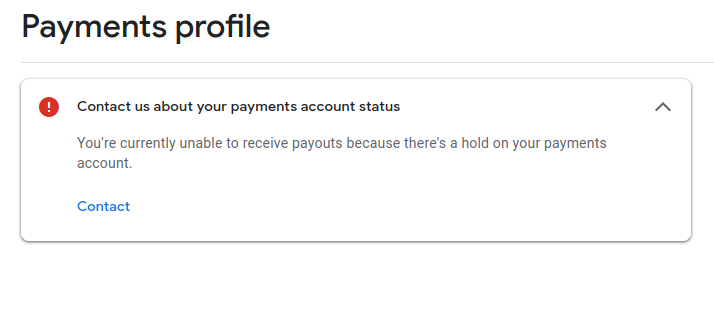 Payments profile
Contact us about your payments account status
You're currently unable to receive payouts because there's a hold on your payments
account.
Contact